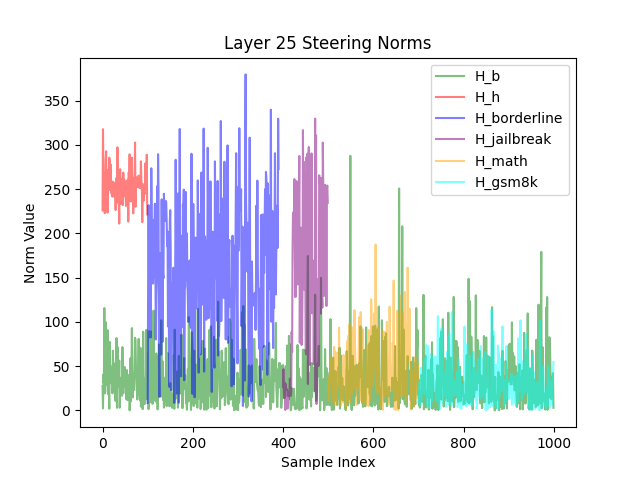 Layer 25 Steering Norms
H_b
H_h
H_borderline
H_jailbreak
H_math
H_gsm8k
Norm Value
350
300
250
200
150
100
50
0
0 200 400 600 800 1000
Sample Index